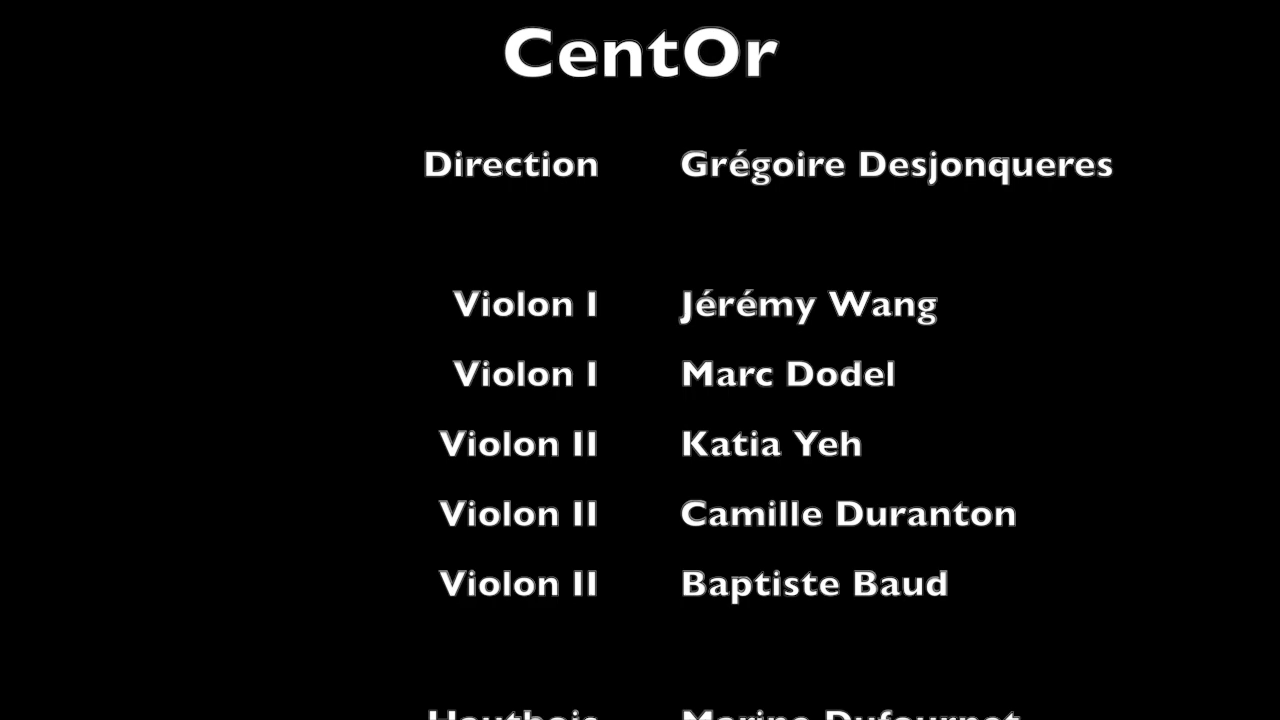 CentOr
Direction Grégoire Desjonqueres
Violon I Jérémy Wang
Violon I Marc Dodel
Violon II Katia Yeh
Violon II Camille Duranton
Violon II Baptiste Baud
Hautbois